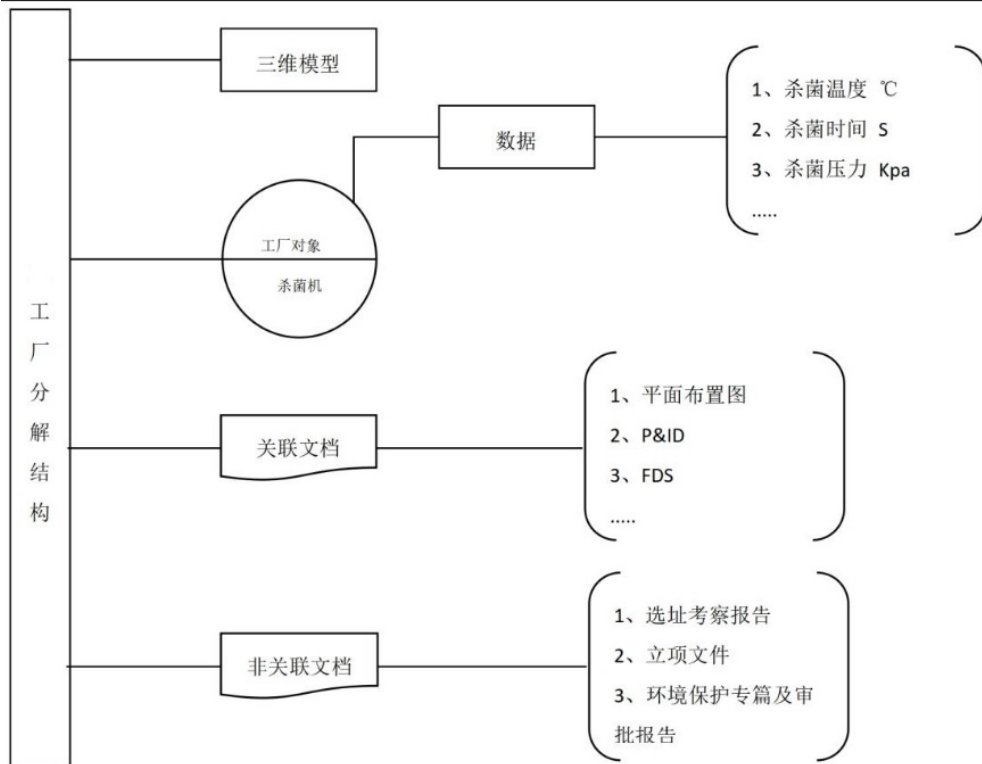 工厂分解结构
三维模型
数据
1、杀菌温度 ℃
2、杀菌时间 S
3、杀菌压力 Kpa
.....
工厂对象
杀菌机
关联文档
1、平面布置图
2、P&ID
3、FDS
.....
非关联文档
1、选址考察报告
2、立项文件
3、环境保护专篇及审
批报告